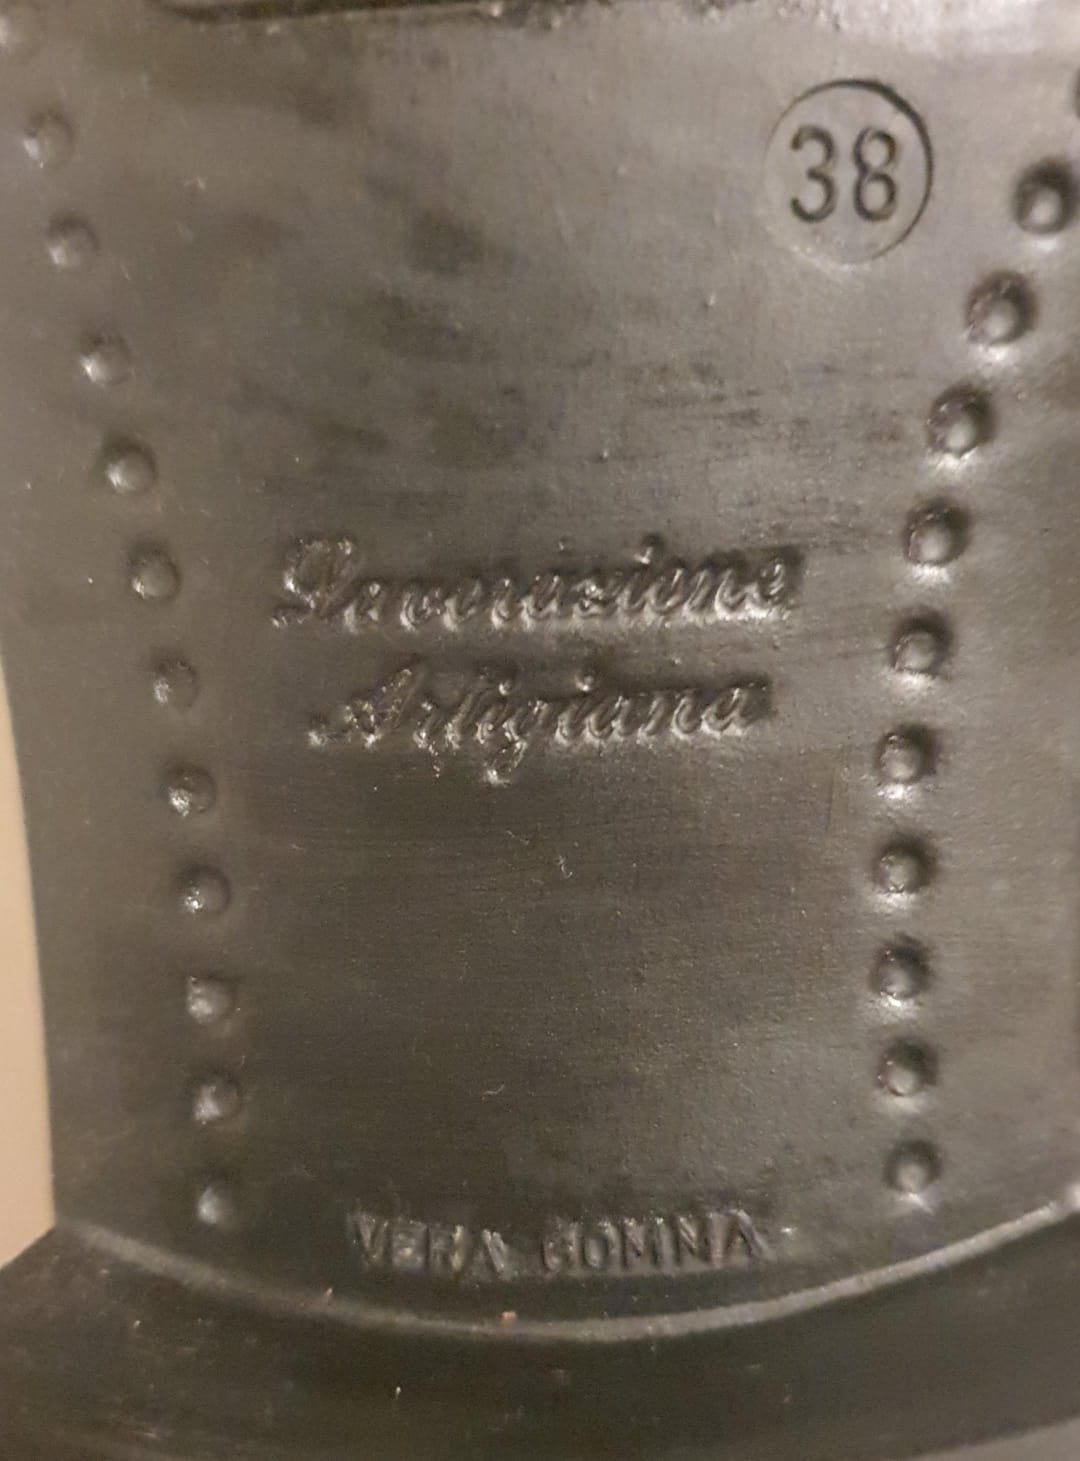 38
Lavorazione
Artigiana
VERA GOMMA